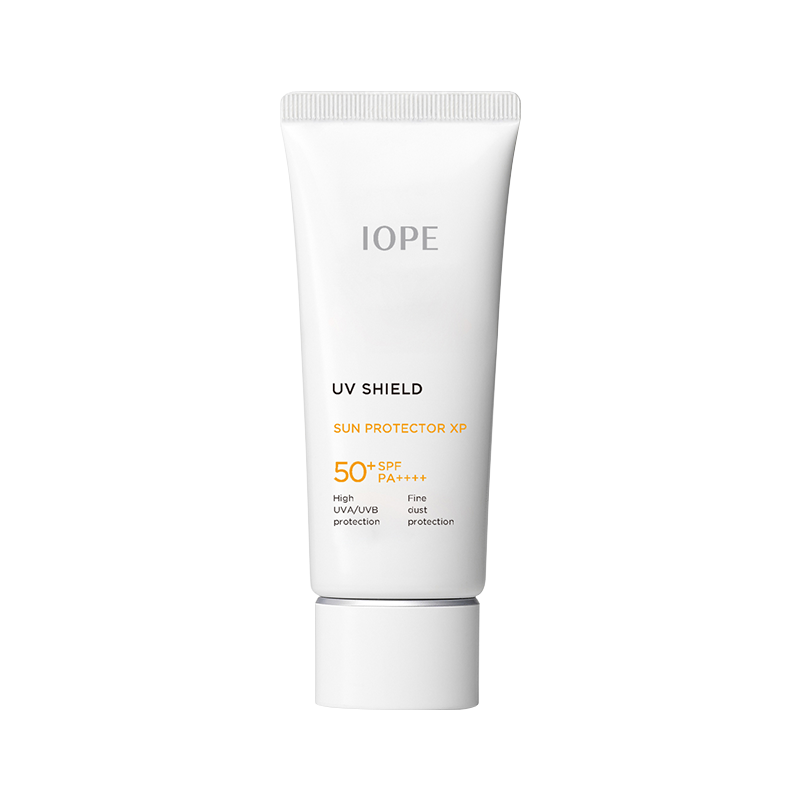 IOPE
UV SHIELD
SUN PROTECTOR XP
50+ SPF
PA++++
High
UVA/UVB
protection
Fine
dust
protection